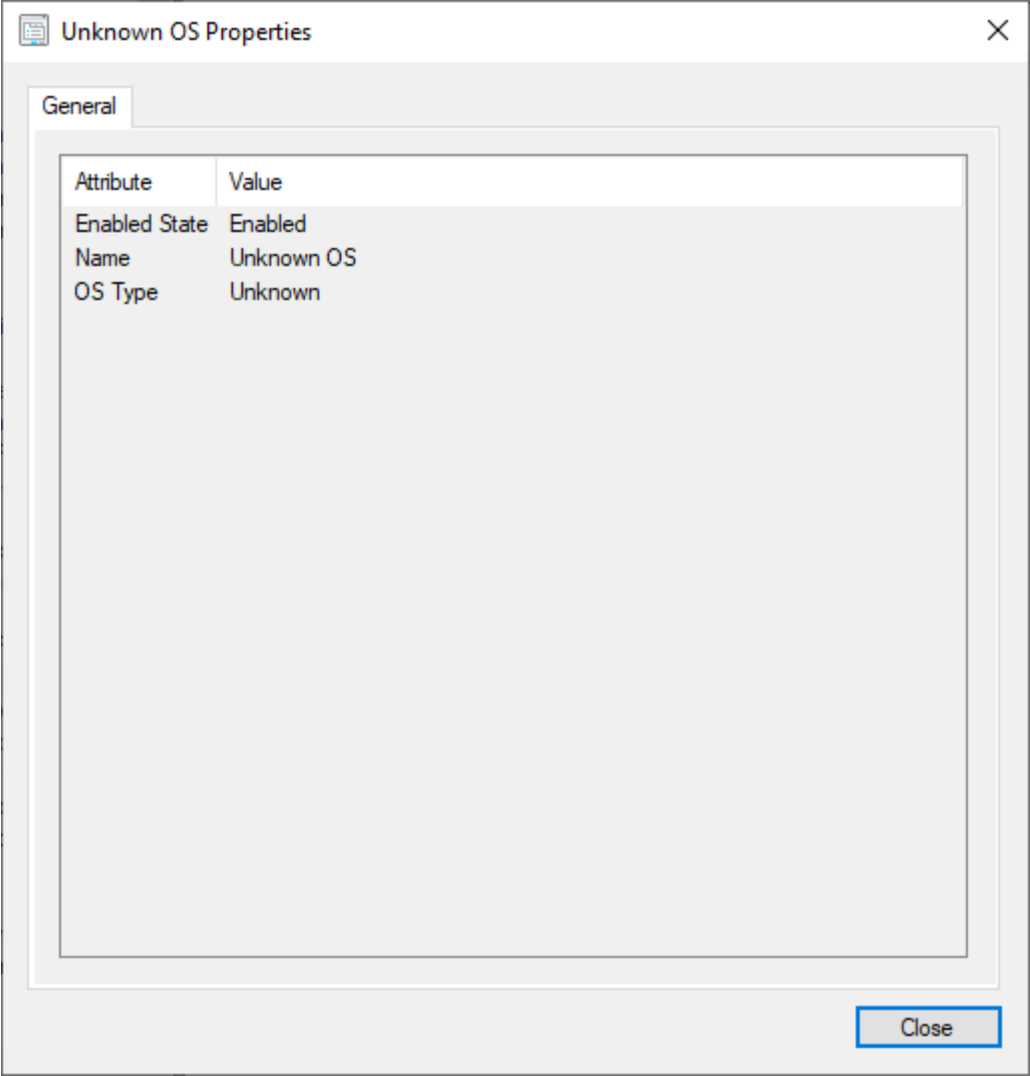 Unknown OS Properties
General
Attribute Value
Enabled State Enabled
Name Unknown OS
OS Type Unknown
Close